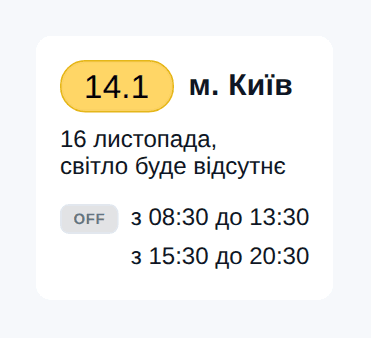 14.1 м. Київ
16 листопада,
світло буде відсутнє
OFF з 08:30 до 13:30
з 15:30 до 20:30